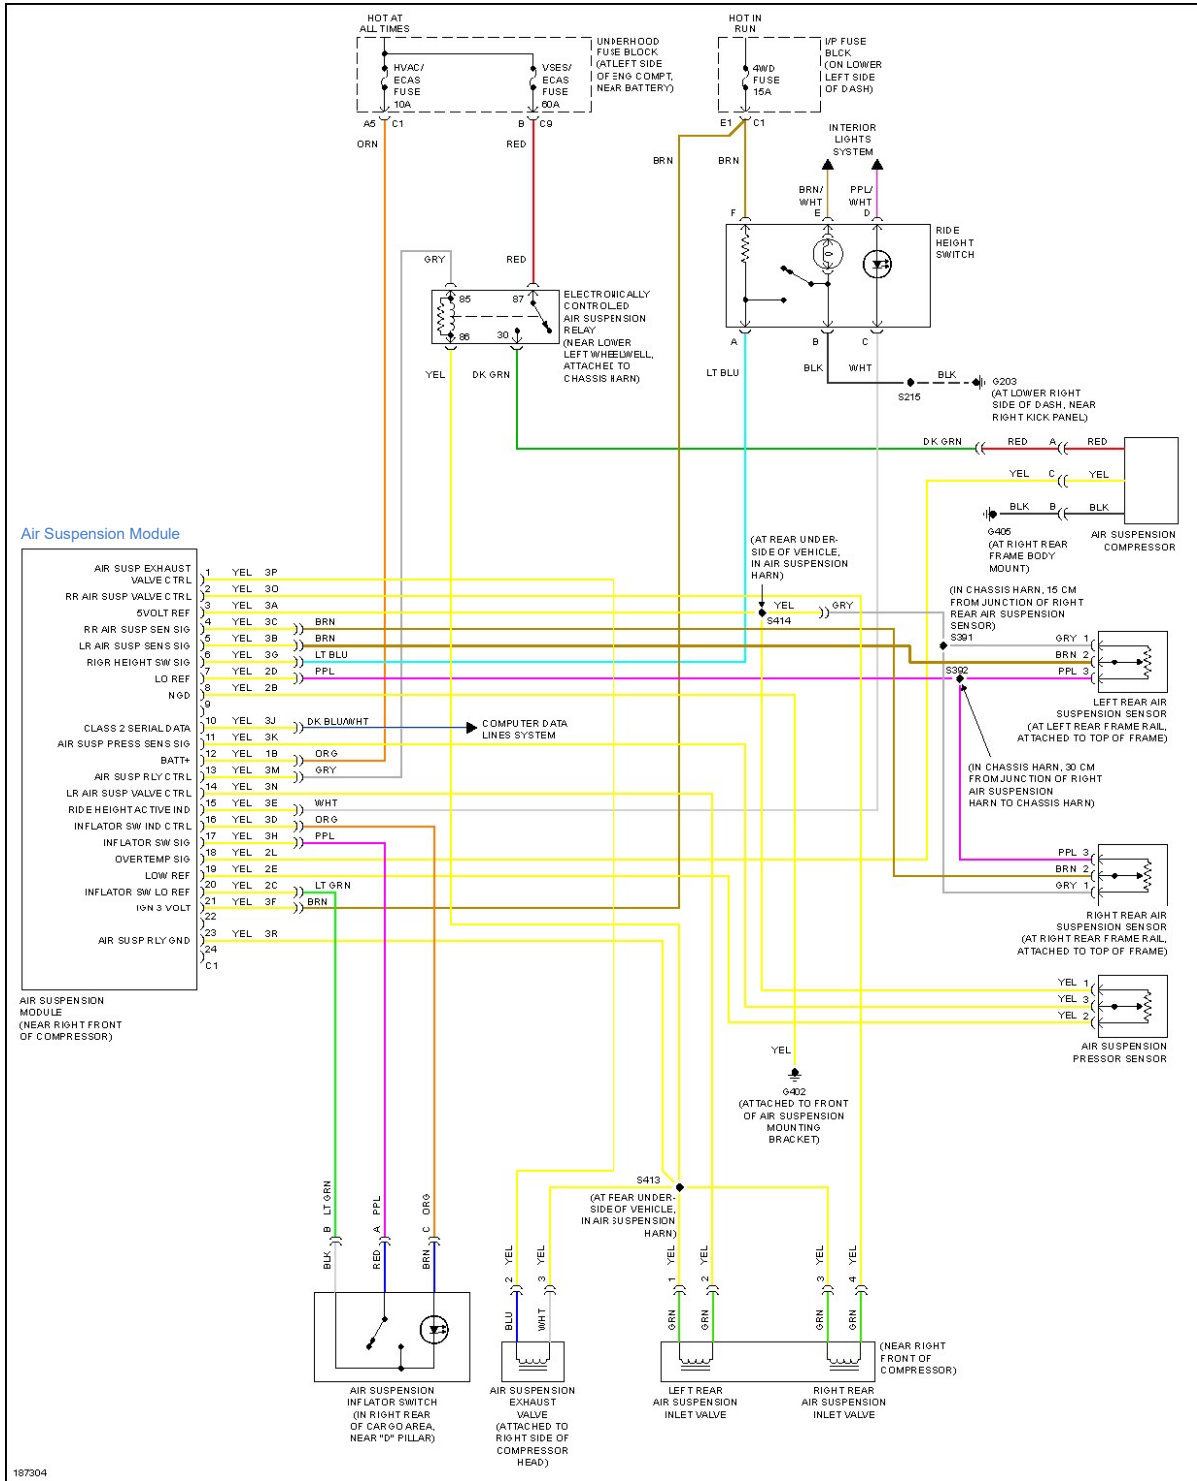 HOT AT
ALL TIMES
UNDERHOOD
FUSE BLOCK
(AT LEFT SIDE
OF ENG COMPT,
NEAR BATTERY)
HVAC/
ECAS
FUSE
10A
VSES/
ECAS
FUSE
60A
A5 C1
B C9
ORN
RED
HOT IN
RUN
I/P FUSE
BLCK
(ON LOWER
LEFT SIDE
OF DASH)
4WD
FUSE
15A
E1 C1
BRN
BRN
INTERIOR
LIGHTS
SYSTEM
BRN/
WHT
PPL/
WHT
F
E
D
RIDE
HEIGHT
SWITCH
A
B
C
LT BLU
BLK
WHT
BLK
S215
G203
(AT LOWER RIGHT
SIDE OF DASH, NEAR
RIGHT KICK PANEL)
GRY
RED
85
87
86
30
ELECTRONICALLY
CONTROLLED
AIR SUSPENSION
RELAY
(NEAR LOWER
LEFT WHEELWELL,
ATTACHED TO
CHASSIS HARN)
YEL
DK GRN
DK GRN
RED
A
RED
YEL
C
YEL
BLK
B
BLK
G405
(AT RIGHT REAR
FRAME BODY
MOUNT)
AIR SUSPENSION
COMPRESSOR
Air Suspension Module
AIR SUSP EXHAUST
VALVE CTRL
1 YEL 3P
RR AIR SUSP VALVE CTRL
2 YEL 3O
5VOLT REF
3 YEL 3A
RR AIR SUSP SEN SIG
4 YEL 3C BRN
LR AIR SUSP SENS SIG
5 YEL 3B BRN
RIGR HEIGHT SW SIG
6 YEL 3G LT BLU
LO REF
7 YEL 2D PPL
NGD
8 YEL 2B
9
CLASS 2 SERIAL DATA
10 YEL 3J DK BLU/WHT
COMPUTER DATA
LINES SYSTEM
AIR SUSP PRESS SENS SIG
11 YEL 3K
BATT+
12 YEL 1B ORG
AIR SUSP RLY CTRL
13 YEL 3M GRY
LR AIR SUSP VALVE CTRL
14 YEL 3N
RIDE HEIGHT ACTIVE IND
15 YEL 3E WHT
INFLATOR SW IND CTRL
16 YEL 3D ORG
INFLATOR SW SIG
17 YEL 3H PPL
OVERTEMP SIG
18 YEL 2L
LOW REF
19 YEL 2E
INFLATOR SW LO REF
20 YEL 2C LT GRN
IGN 3 VOLT
21 YEL 3F BRN
22
AIR SUSP RLY GND
23 YEL 3R
24
C1
AIR SUSPENSION
MODULE
(NEAR RIGHT FRONT
OF COMPRESSOR)
(AT REAR UNDER-
SIDE OF VEHICLE,
IN AIR SUSPENSION
HARN)
YEL
GRY
S414
(IN CHASSIS HARN, 15 CM
FROM JUNCTION OF RIGHT
REAR AIR SUSPENSION
SENSOR)
S391
GRY 1
BRN 2
PPL 3
S392
LEFT REAR AIR
SUSPENSION SENSOR
(AT LEFT REAR FRAME RAIL,
ATTACHED TO TOP OF FRAME)
(IN CHASSIS HARN, 30 CM
FROM JUNCTION OF RIGHT
AIR SUSPENSION
HARN TO CHASSIS HARN)
PPL 3
BRN 2
GRY 1
RIGHT REAR AIR
SUSPENSION SENSOR
(AT RIGHT REAR FRAME RAIL,
ATTACHED TO TOP OF FRAME)
YEL 1
YEL 3
YEL 2
AIR SUSPENSION
PRESSOR SENSOR
YEL
G402
(ATTACHED TO FRONT
OF AIR SUSPENSION
MOUNTING
BRACKET)
S413
(AT FEAR UNDER-
SIDE OF VEHICLE,
IN AIR SUSPENSION
HARN)
B LT GRN
A PPL
C ORG
BLK
RED
BRN
2 YEL
3 YEL
BLU
WHT
1 YEL
2 YEL
3 YEL
4 YEL
GRN
GRN
GRN
GRN
(NEAR RIGHT
FRONT OF
COMPRESSOR)
AIR SUSPENSION
INFLATOR SWITCH
(IN RIGHT REAR
OF CARGO AREA,
NEAR "D" PILLAR)
AIR SUSPENSION
EXHAUST
VALVE
(ATTACHED TO
RIGHT SIDE OF
COMPRESSOR
HEAD)
LEFT REAR
AIR SUSPENSION
INLET VALVE
RIGHT REAR
AIR SUSPENSION
INLET VALVE
187304